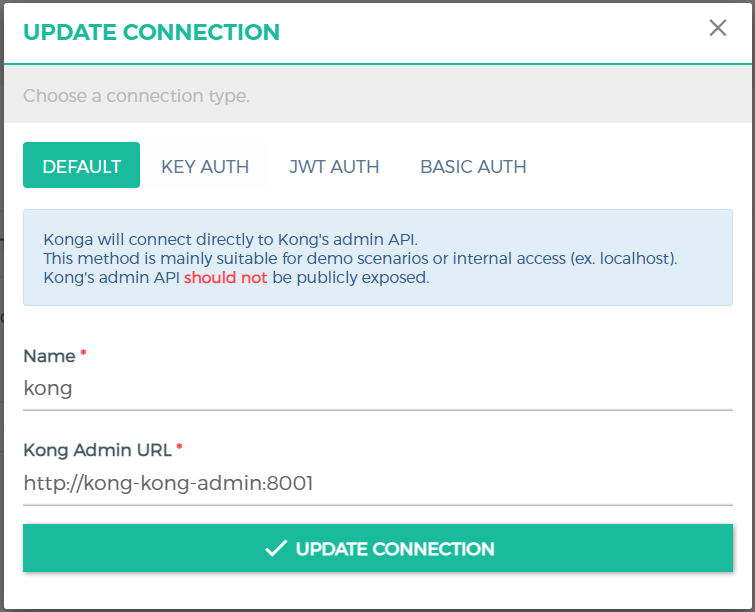 UPDATE CONNECTION
Choose a connection type.
DEFAULT KEY AUTH JWT AUTH BASIC AUTH
Konga will connect directly to Kong's admin API.
This method is mainly suitable for demo scenarios or internal access (ex. localhost).
Kong's admin API should not be publicly exposed.
Name *
kong
Kong Admin URL *
http://kong-kong-admin:8001
UPDATE CONNECTION